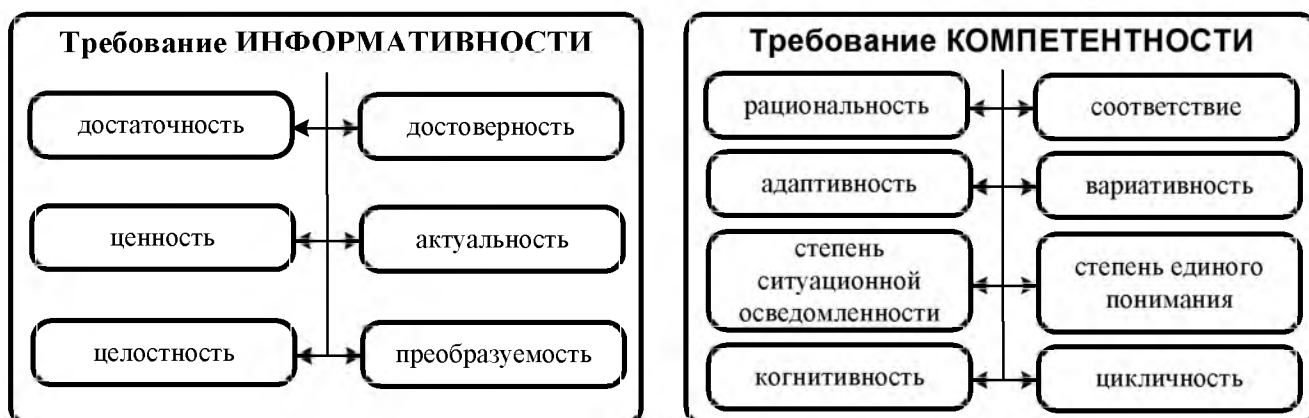 Требование ИНФОРМАТИВНОСТИ
достаточность
достоверность
ценность
актуальность
целостность
преобразуемость
Требование КОМПЕТЕНТНОСТИ
рациональность
соответствие
адаптивность
вариативность
степень
ситуационной
осведомленности
степень единого
понимания
когнитивность
цикличность